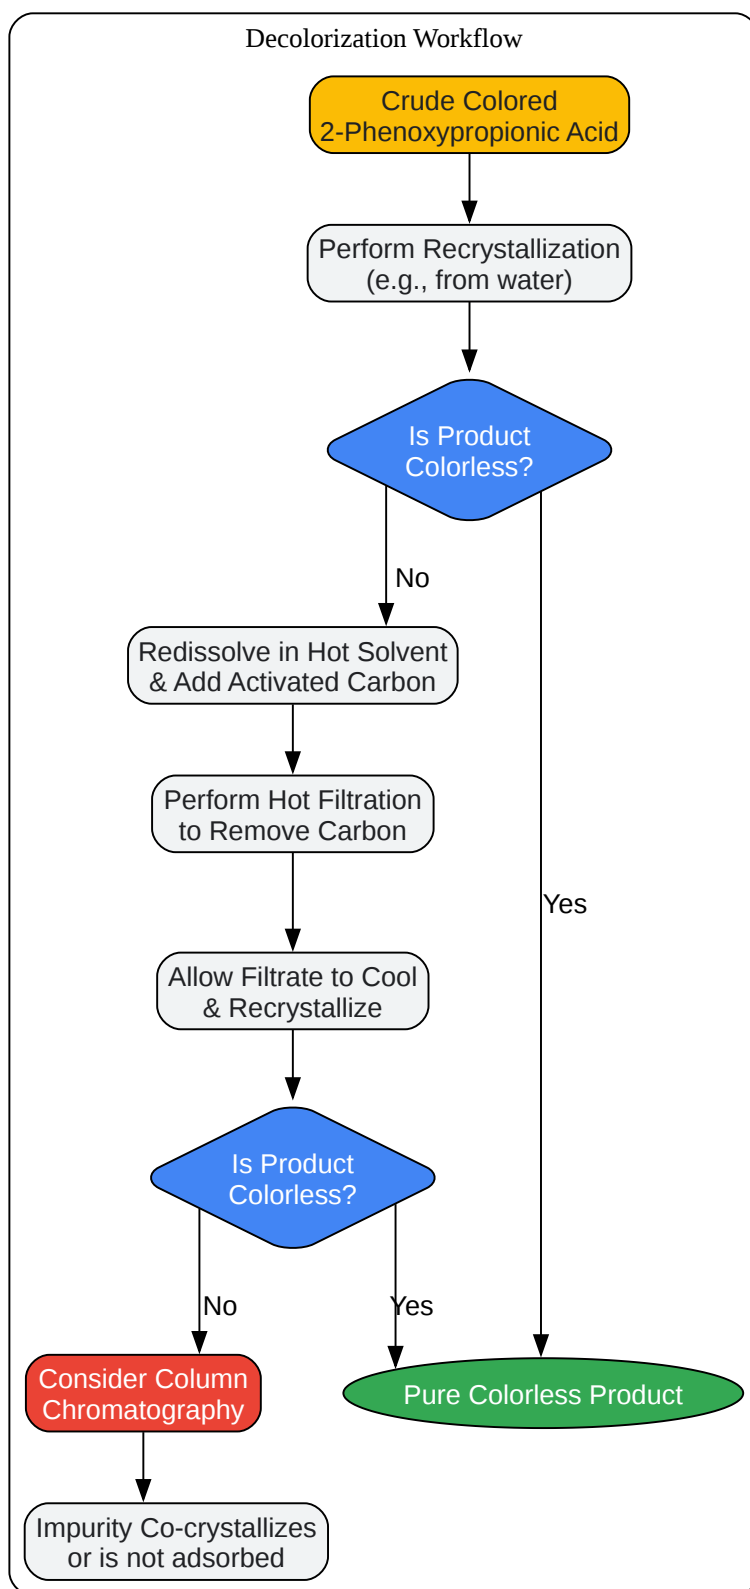 Decolorization Workflow
Crude Colored
2-Phenoxypropionic Acid
Perform Recrystallization
(e.g., from water)
Is Product
Colorless?
No
Redissolve in Hot Solvent
& Add Activated Carbon
Perform Hot Filtration
to Remove Carbon
Yes
Allow Filtrate to Cool
& Recrystallize
Is Product
Colorless?
No
Yes
Consider Column
Chromatography
Pure Colorless Product
Impurity Co-crystallizes
or is not adsorbed